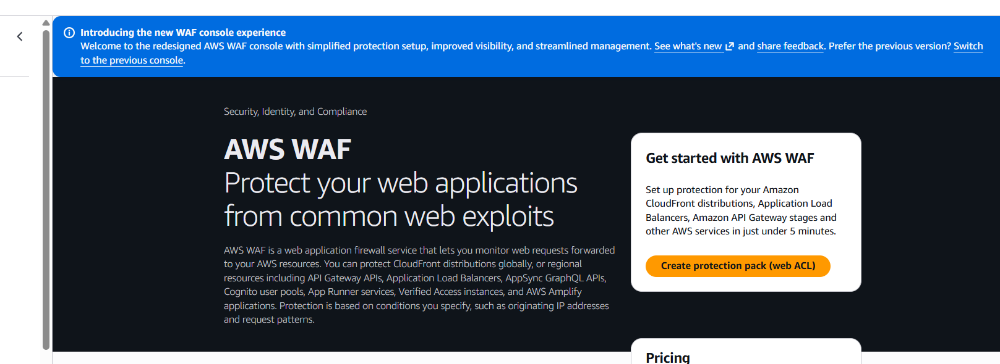 Introducing the new WAF console experience
Welcome to the redesigned AWS WAF console with simplified protection setup, improved visibility, and streamlined management. See what's new and share feedback. Prefer the previous version? Switch
to the previous console.
Security, Identity, and Compliance
AWS WAF
Protect your web applications
from common web exploits
AWS WAF is a web application firewall service that lets you monitor web requests forwarded
to your AWS resources. You can protect CloudFront distributions globally, or regional
resources including API Gateway APIs, Application Load Balancers, AppSync GraphQL APIs,
Cognito user pools, App Runner services, Verified Access instances, and AWS Amplify
applications. Protection is based on conditions you specify, such as originating IP addresses
and request patterns.
Get started with AWS WAF
Set up protection for your Amazon
CloudFront distributions, Application Load
Balancers, Amazon API Gateway stages and
other AWS services in just under 5 minutes.
Create protection pack (web ACL)
Pricing